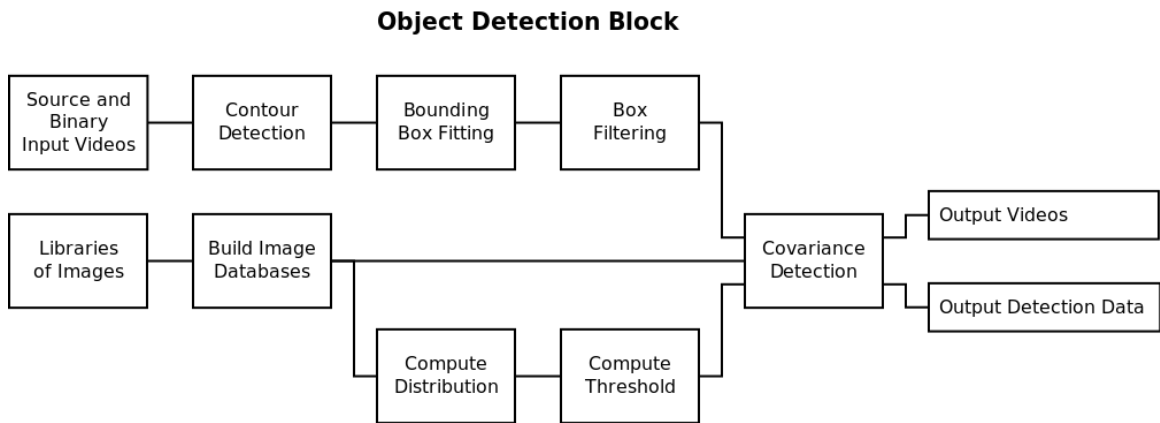 Object Detection Block
Source and
Binary
Input Videos
Contour
Detection
Bounding
Box Fitting
Box
Filtering
Libraries
of Images
Build Image
Databases
Covariance
Detection
Output Videos
Output Detection Data
Compute
Distribution
Compute
Threshold